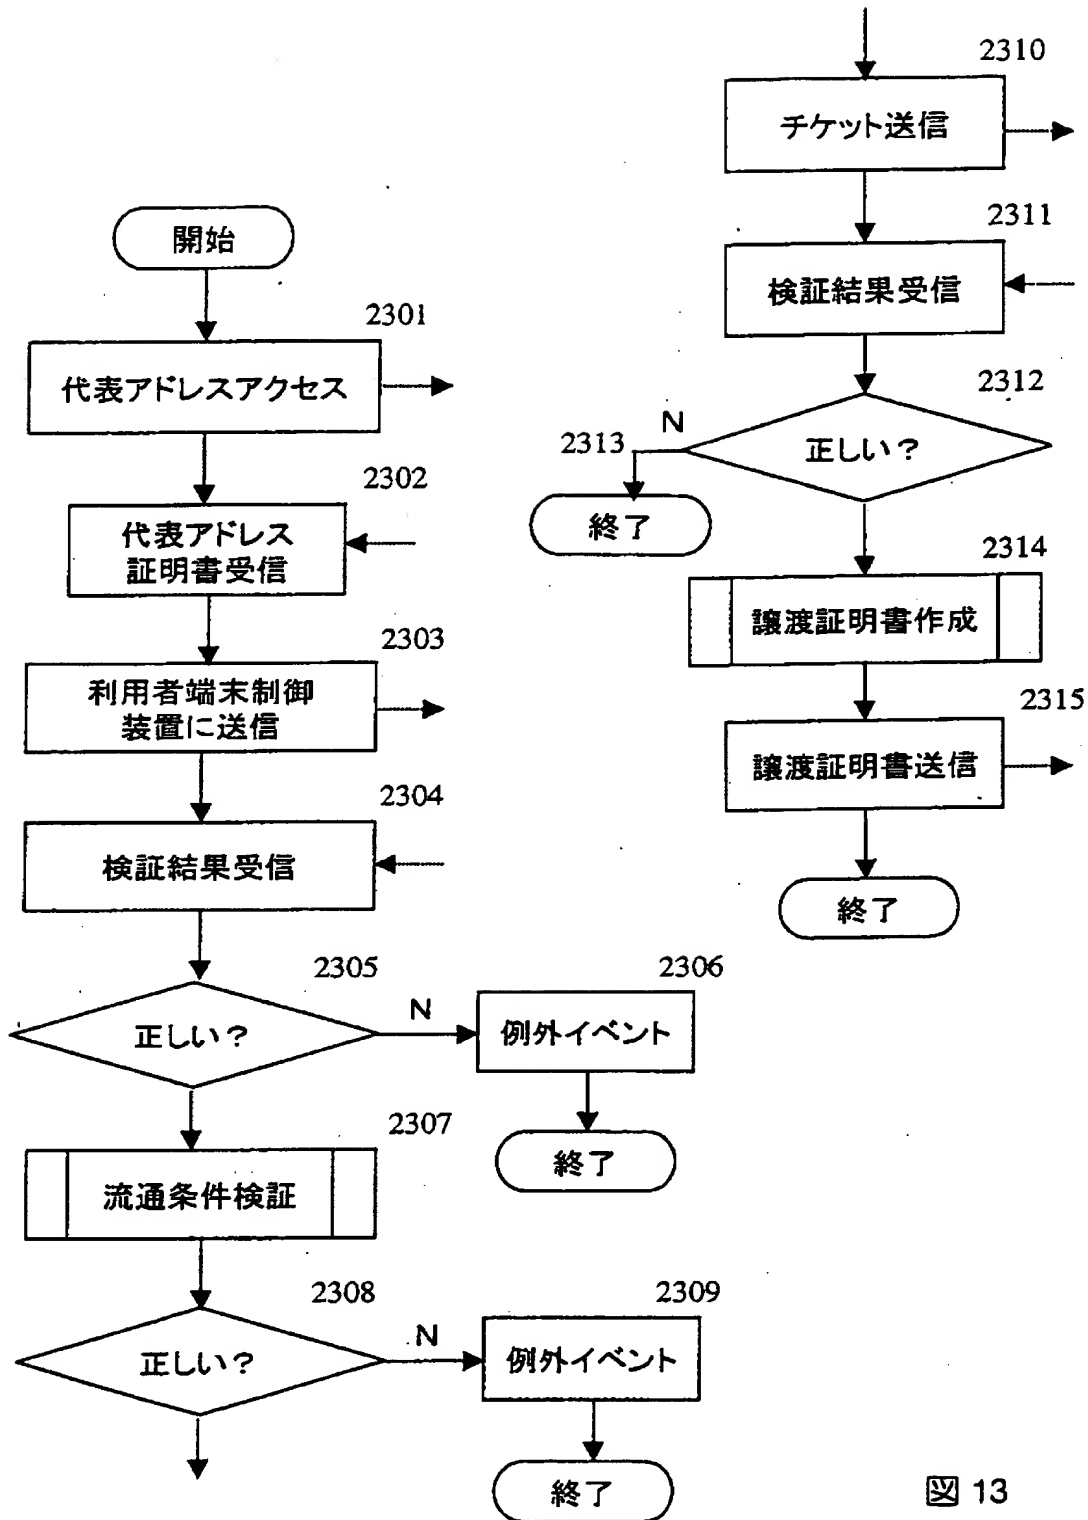 開始
2301
代表アドレスアクセス
2302
代表アドレス
証明書受信
2303
利用者端末制御
装置に送信
2304
検証結果受信
2305
正しい?
N
2306
例外イベント
終了
2307
流通条件検証
2308
正しい?
N
2309
例外イベント
終了
2310
チケット送信
2311
検証結果受信
2312
正しい?
N
2313
終了
2314
譲渡証明書作成
2315
譲渡証明書送信
終了
図 13